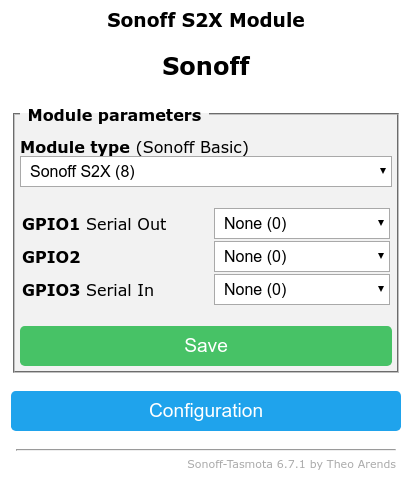 Sonoff S2X Module
Sonoff
Module parameters
Module type (Sonoff Basic)
Sonoff S2X (8)
GPIO1 Serial Out None (0)
GPIO2 None (0)
GPIO3 Serial In None (0)
Save
Configuration
Sonoff-Tasmota 6.7.1 by Theo Arends